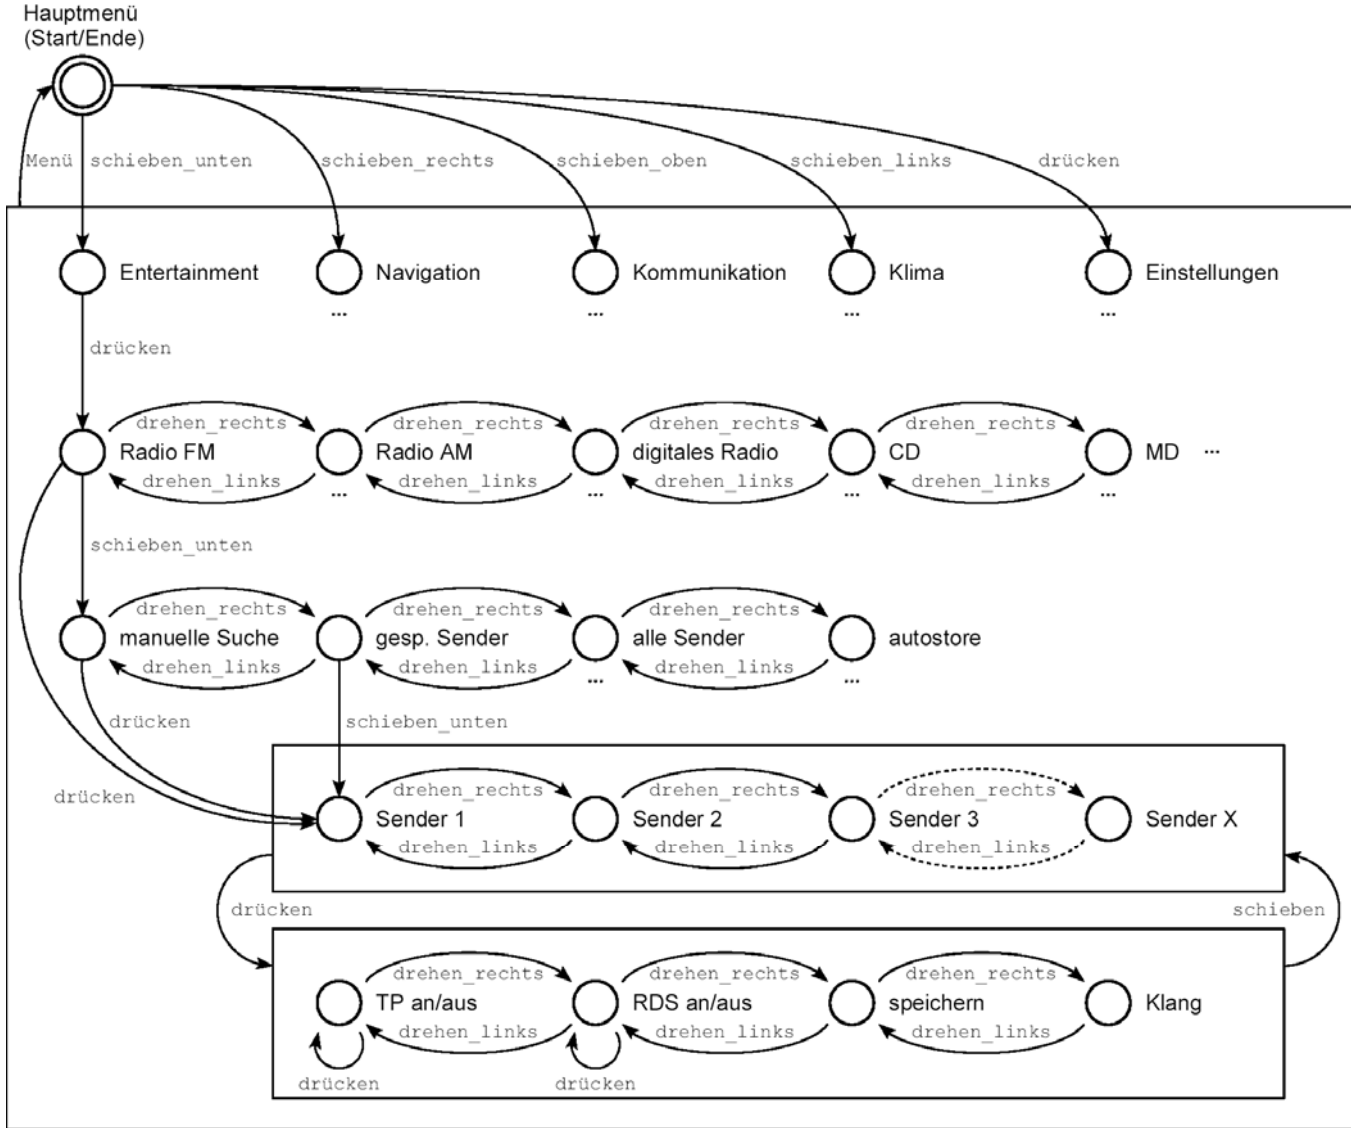 Hauptmenü
(Start/Ende)
Menü schieben_unten schieben_rechts schieben_oben schieben_links drücken
Entertainment Navigation Kommunikation Klima Einstellungen
... ... ... ...
drücken
drehen_rechts drehen_rechts drehen_rechts drehen_rechts
Radio FM Radio AM digitales Radio CD MD ...
drehen_links drehen_links drehen_links drehen_links
... ... ... ...
schieben_unten
drehen_rechts drehen_rechts drehen_rechts
manuelle Suche gesp. Sender alle Sender autostore
drehen_links drehen_links drehen_links
... ...
drücken schieben_unten
drücken
drehen_rechts drehen_rechts drehen_rechts
Sender 1 Sender 2 Sender 3 Sender X
drehen_links drehen_links drehen_links
drücken schieben
drehen_rechts drehen_rechts drehen_rechts
TP an/aus RDS an/aus speichern Klang
drehen_links drehen_links drehen_links
drücken drücken